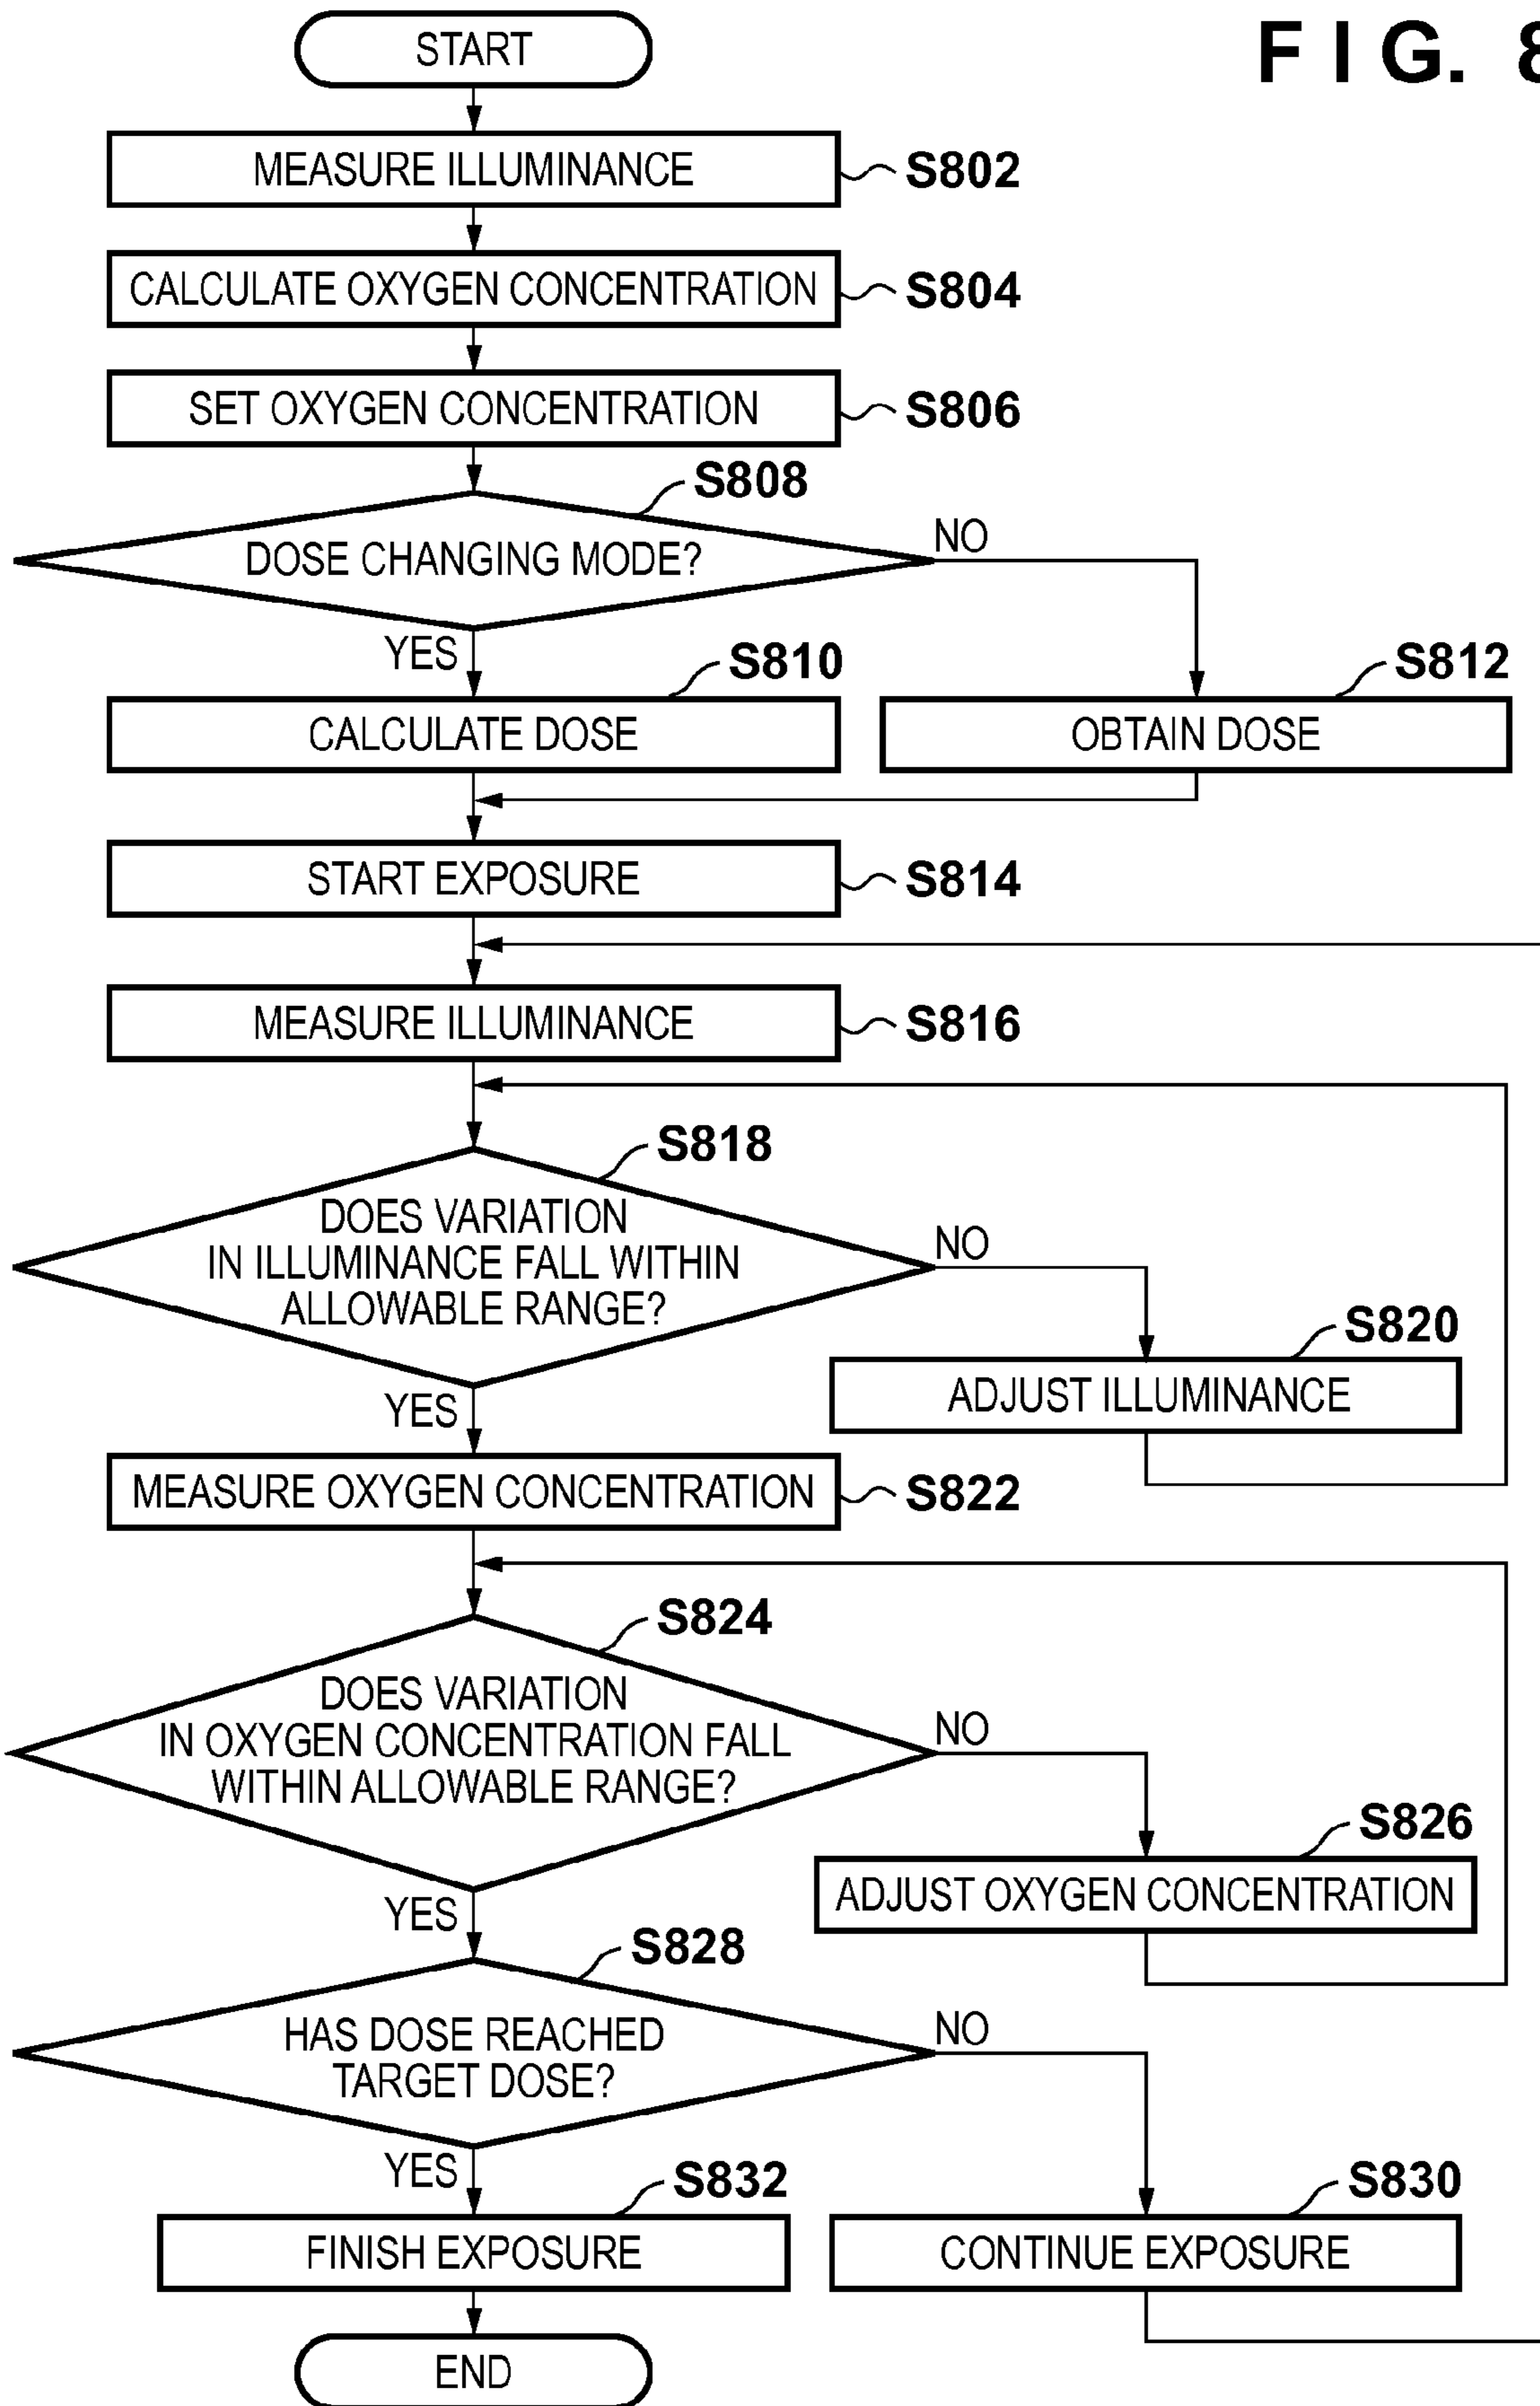 START
FIG. 8
MEASURE ILLUMINANCE
S802
CALCULATE OXYGEN CONCENTRATION
S804
SET OXYGEN CONCENTRATION
S806
S808
DOSE CHANGING MODE?
NO
YES
S810
CALCULATE DOSE
S812
OBTAIN DOSE
START EXPOSURE
S814
MEASURE ILLUMINANCE
S816
S818
DOES VARIATION
IN ILLUMINANCE FALL WITHIN
ALLOWABLE RANGE?
NO
S820
ADJUST ILLUMINANCE
YES
MEASURE OXYGEN CONCENTRATION
S822
S824
DOES VARIATION
IN OXYGEN CONCENTRATION FALL
WITHIN ALLOWABLE RANGE?
NO
S826
ADJUST OXYGEN CONCENTRATION
YES
S828
HAS DOSE REACHED
TARGET DOSE?
NO
YES
S832
FINISH EXPOSURE
S830
CONTINUE EXPOSURE
END